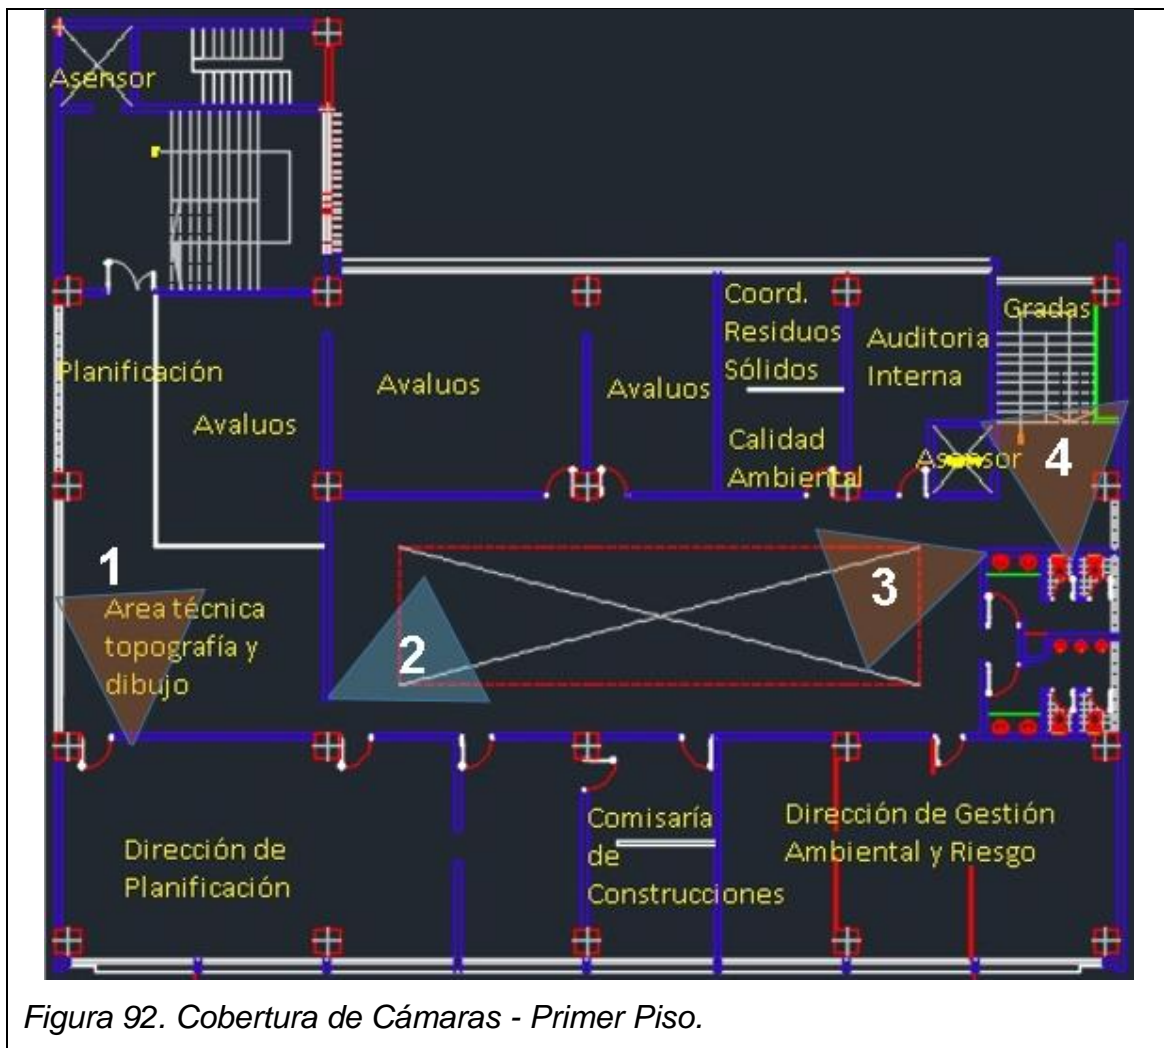 Asensor
Planificación
Avaluos
Avaluos
Avaluos
Coord.
Residuos
Sólidos
Calidad
Ambiental
Auditoria
Interna
Gradas
Asensor
4
1
Area técnica
topografía y
dibujo
2
3
Dirección de
Planificación
Comisaría
de
Construcciones
Dirección de Gestión
Ambiental y Riesgo
Figura 92. Cobertura de Cámaras - Primer Piso.